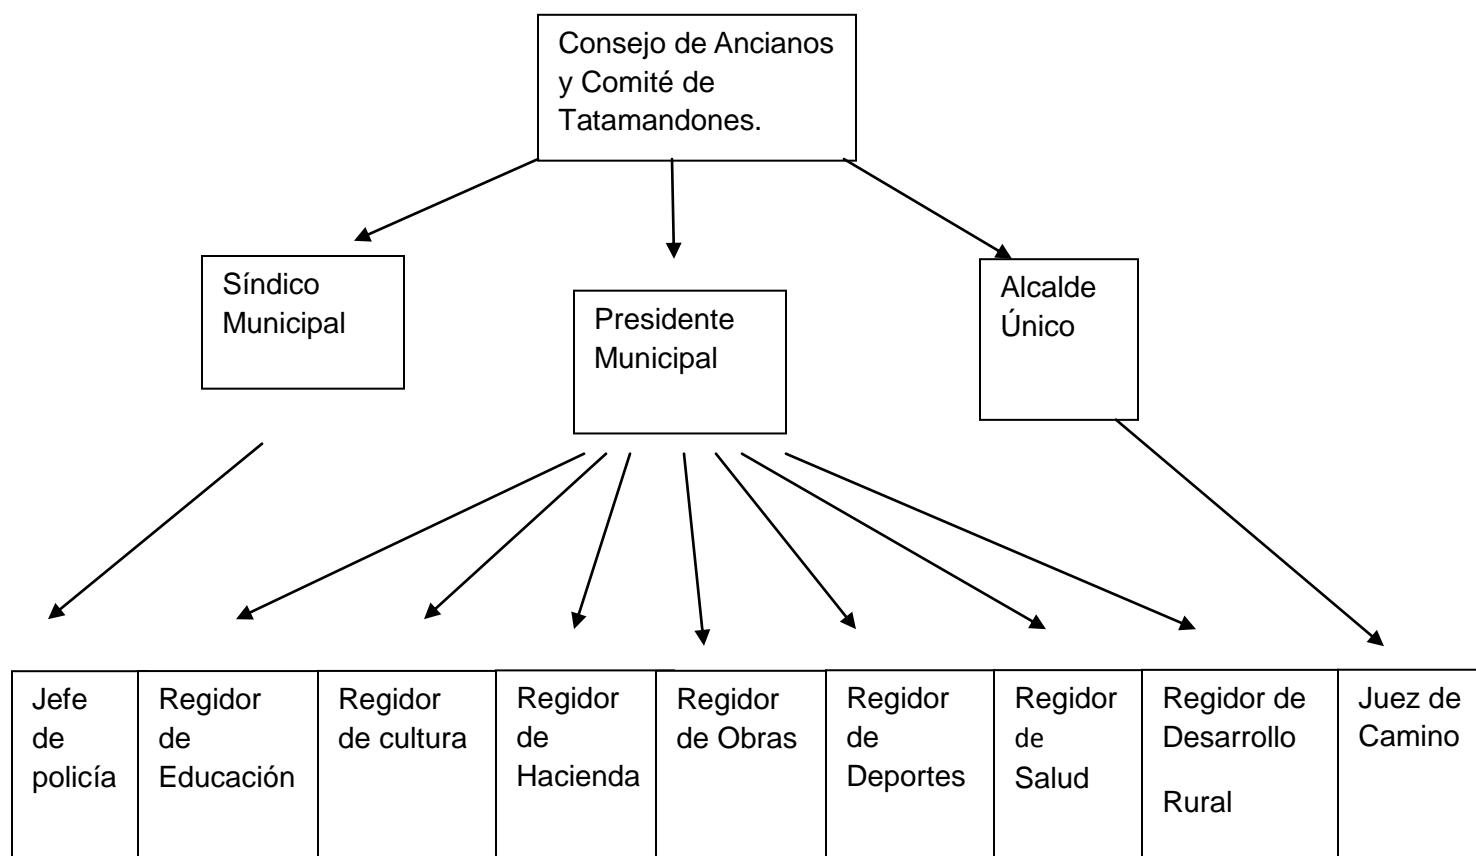 Consejo de Ancianos
y Comité de
Tatamandones.
Síndico
Municipal
Presidente
Municipal
Alcalde
Único
Jefe
de
policía
Regidor
de
Educación
Regidor
de cultura
Regidor
de
Hacienda
Regidor
de Obras
Regidor
de
Deportes
Regidor
de
Salud
Regidor de
Desarrollo
Rural
Juez de
Camino